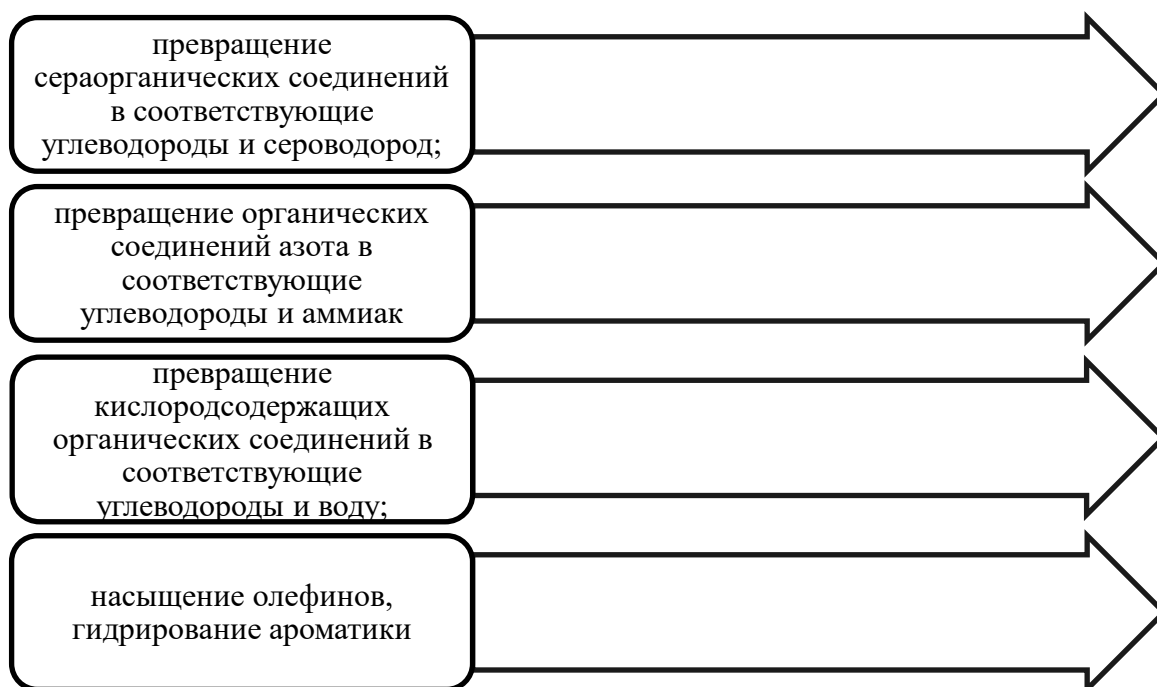 превращение
сераорганических соединений
в соответствующие
углеводороды и сероводород;
превращение органических
соединений азота в
соответствующие
углеводороды и аммиак
превращение
кислородсодержащих
органических соединений в
соответствующие
углеводороды и воду;
насыщение олефинов,
гидрирование ароматики